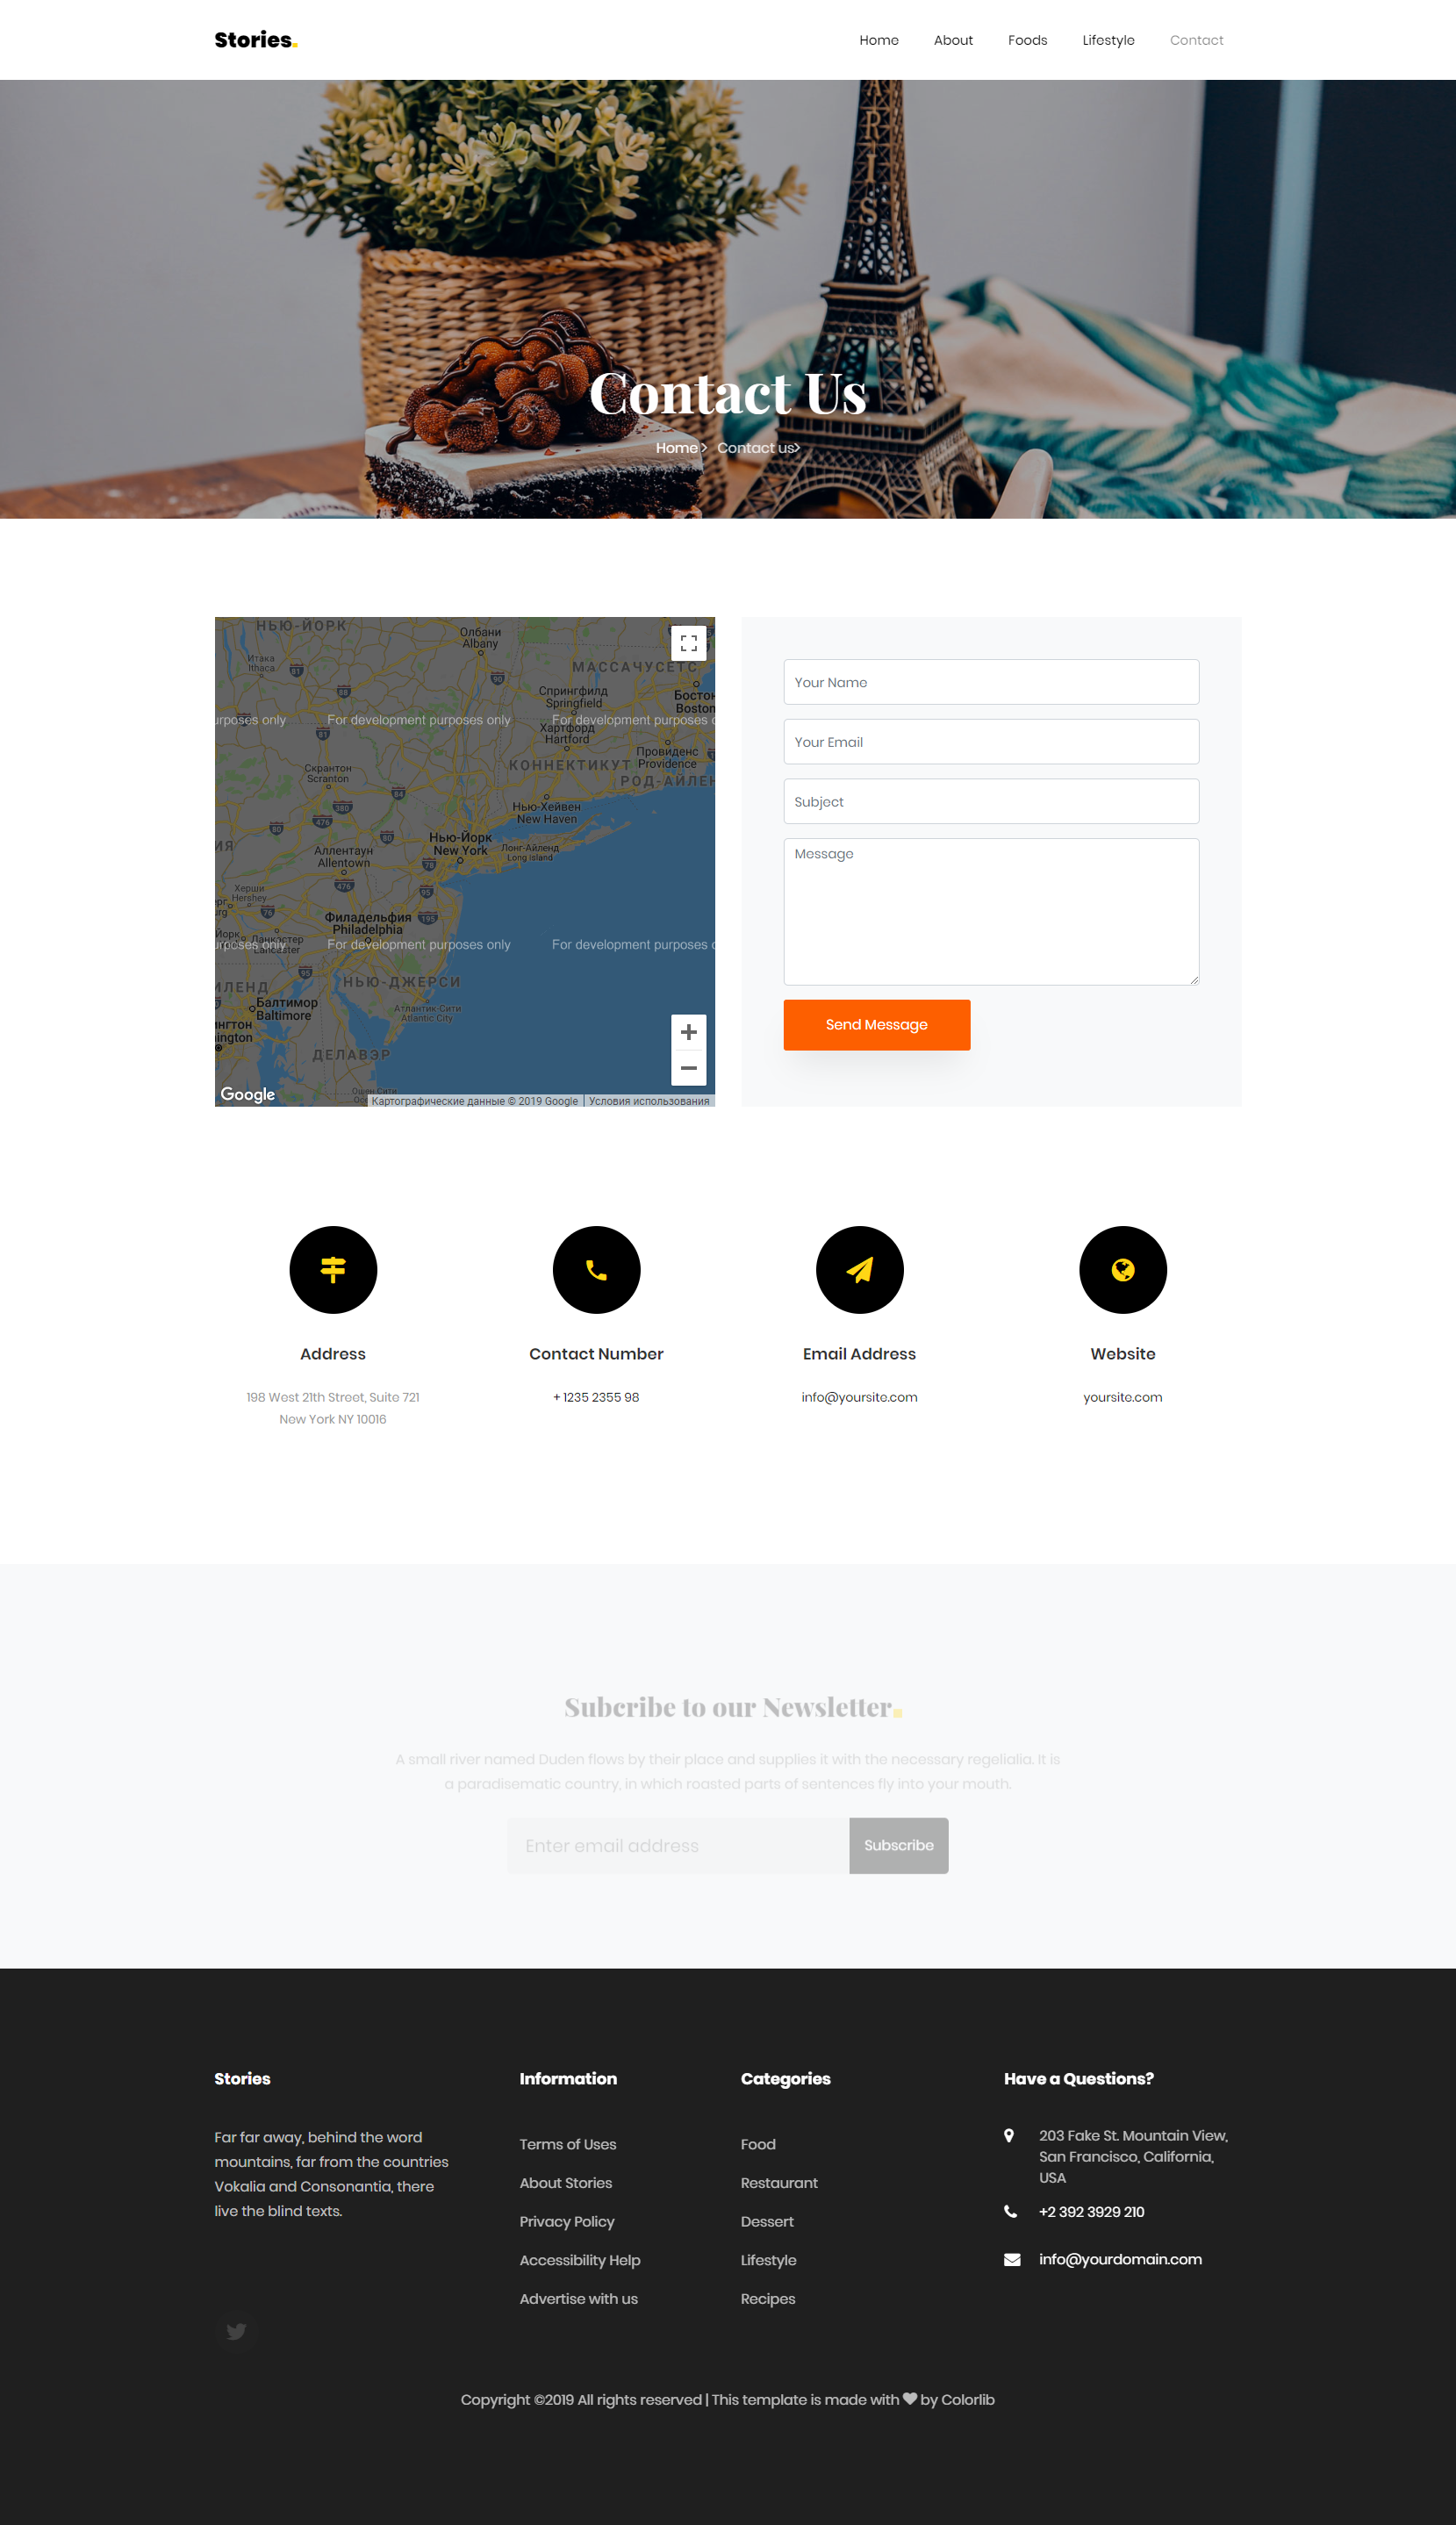 Stories.
Home About Foods Lifestyle Contact
ARIS
Contact Us
Home > Contact us>
НЬЮ-ЙОРК
Олбани
Albany
Итака
Ithaca
МАССАЧУСЕТС
Спрингфилд
Springfield
Бостон
Boston
urposes only
For development purposes only
For development purposes o
Хартфорд
Hartford
Провиденс
Providence
КОННЕКТИКУТ
РОД-АЙЛЕН
Скрантон
Scranton
Нью-Хейвен
New Haven
Нью-Йорк
New York
Лонг-Айленд
Long Island
Аллентаун
Allentown
Херши
Hershey
Филадельфия
Philadelphia
Йорк
Ланкастер
Lancaster
urposes only
For development purposes only
For development purposes o
НЬЮ-ДЖЕРСИ
ИЛЕНД
Балтимор
Baltimore
Атлантик-Сити
Atlantic City
ингтон
ДЕЛАВЭР
Оушен Сити
Google
Картографические данные © 2019 Google
Условия использования
Your Name
Your Email
Subject
Message
Send Message
Address
198 West 21th Street, Suite 721
New York NY 10016
Contact Number
+ 1235 2355 98
Email Address
info@yoursite.com
Website
yoursite.com
Subcribe to our Newsletter.
A small river named Duden flows by their place and supplies it with the necessary regelialia. It is
a paradisematic country, in which roasted parts of sentences fly into your mouth.
Enter email address
Subscribe
Stories
Far far away, behind the word
mountains, far from the countries
Vokalia and Consonantia, there
live the blind texts.
Information
Terms of Uses
About Stories
Privacy Policy
Accessibility Help
Advertise with us
Categories
Food
Restaurant
Dessert
Lifestyle
Recipes
Have a Questions?
203 Fake St. Mountain View,
San Francisco, California,
USA
+2 392 3929 210
info@yourdomain.com
Copyright ©2019 All rights reserved | This template is made with ❤ by Colorlib